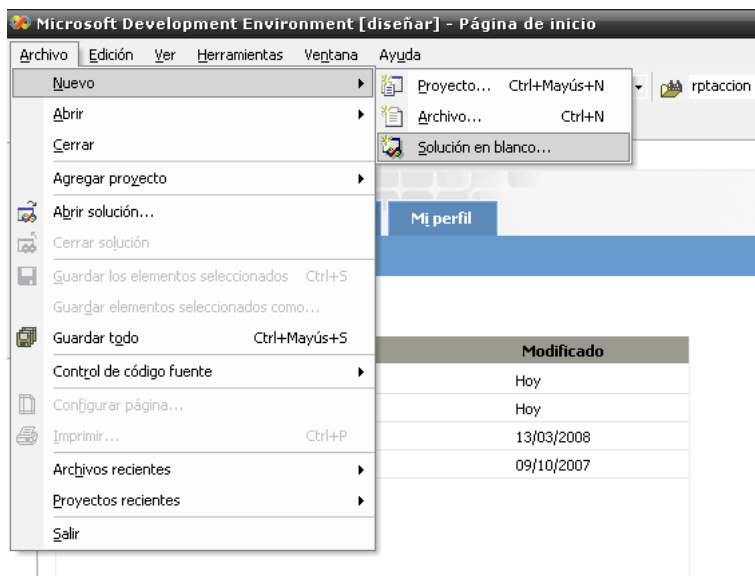 Microsoft Development Environment [diseñar] - Página de inicio
Archivo Edición Ver Herramientas Ventana Ayuda
Nuevo
Proyecto... Ctrl+Mayús+N
rptaccion
Abrir
Archivo... Ctrl+N
Cerrar
Solución en blanco...
Agregar proyecto
Abrir solución...
Mi perfil
Cerrar solución
Guardar los elementos seleccionados Ctrl+S
Guardar elementos seleccionados como...
Guardar todo Ctrl+Mayús+S
Modificado
Control de código fuente
Hoy
Configurar página...
Hoy
Imprimir... Ctrl+P
13/03/2008
Archivos recientes
09/10/2007
Proyectos recientes
Salir